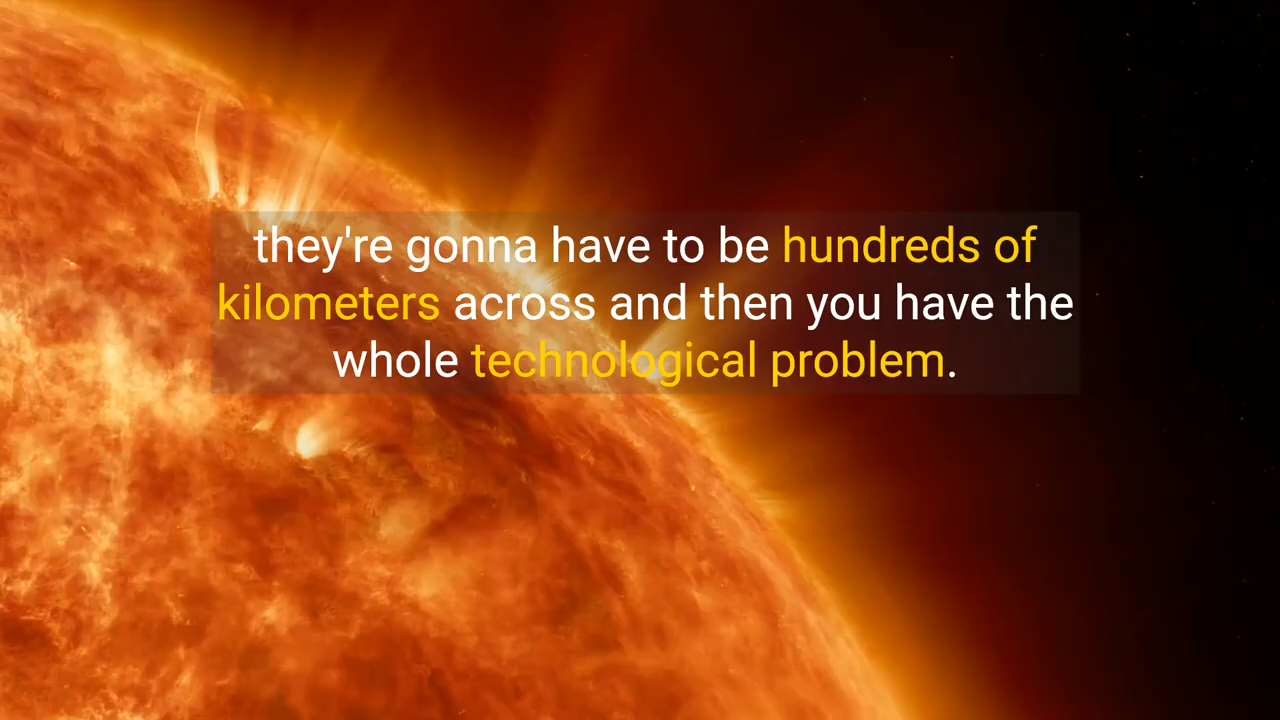 they're gonna have to be hundreds of
kilometers across and then you have the
whole technological problem.